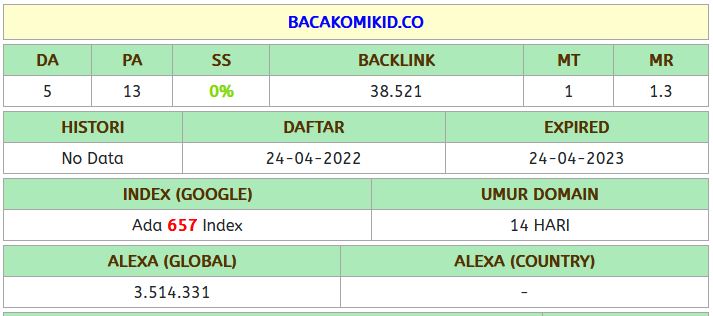 BACAKOMIKID.CO
DA PA SS BACKLINK MT MR
5 13 0% 38.521 1 1.3
HISTORI DAFTAR EXPIRED
No Data 24-04-2022 24-04-2023
INDEX (GOOGLE) UMUR DOMAIN
Ada 657 Index 14 HARI
ALEXA (GLOBAL) ALEXA (COUNTRY)
3.514.331 -